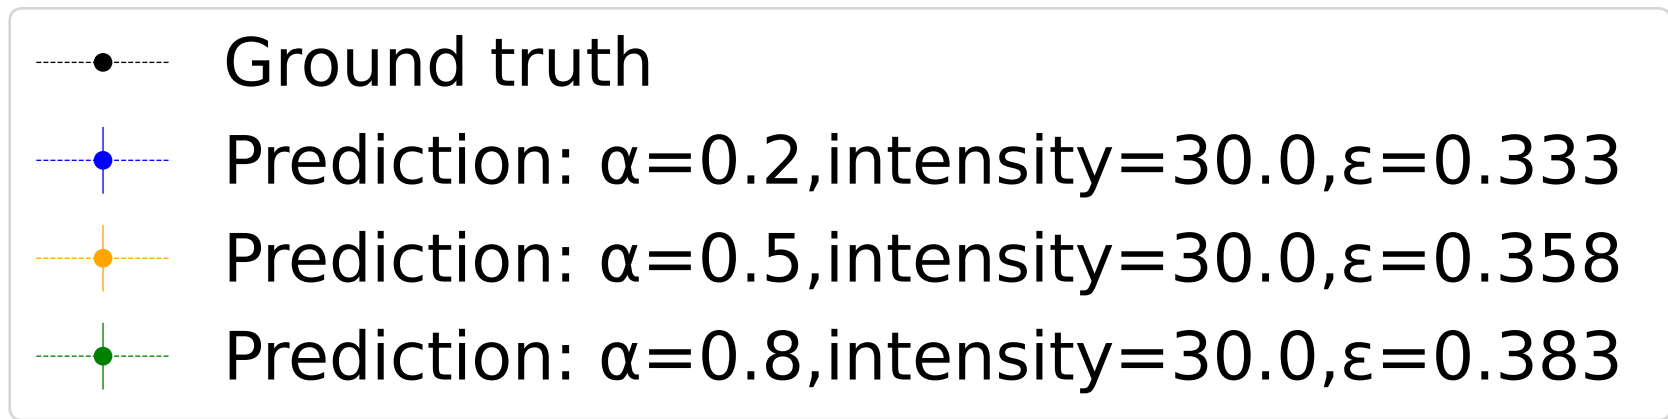 Ground truth
Prediction: α=0.2,intensity=30.0,ε=0.333
Prediction: α=0.5,intensity=30.0,ε=0.358
Prediction: α=0.8,intensity=30.0,ε=0.383